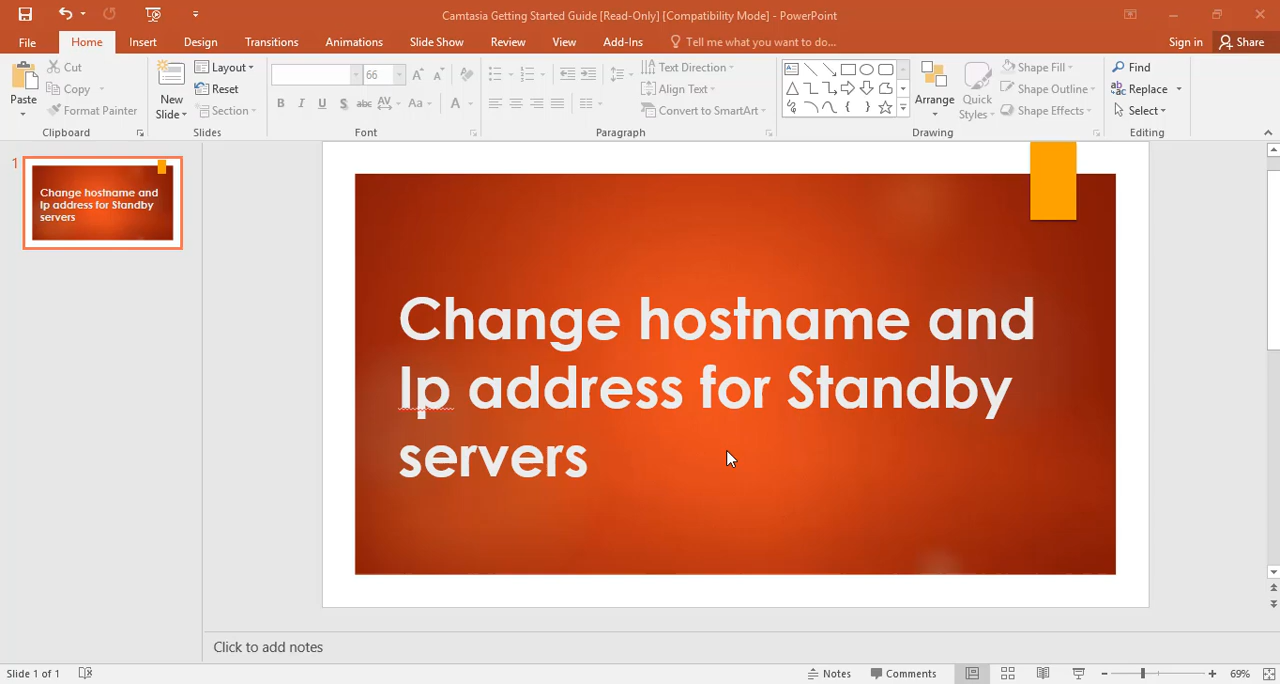 Camtasia Getting Started Guide [Read-Only] [Compatibility Mode] - PowerPoint
File Home Insert Design Transitions Animations Slide Show Review View Add-Ins Tell me what you want to do... Sign in Share
Paste
Cut
Copy
Format Painter
Clipboard
New Slide
Layout
Reset
Section
Slides
66
B I U S abc AV Aa A
Font
Text Direction
Align Text
Convert to SmartArt
Paragraph
Arrange
Quick Styles
Shape Fill
Shape Outline
Shape Effects
Drawing
Find
Replace
Select
Editing
1
Change hostname and
Ip address for Standby
servers
Change hostname and
Ip address for Standby
servers
Click to add notes
Slide 1 of 1 Notes Comments 69%